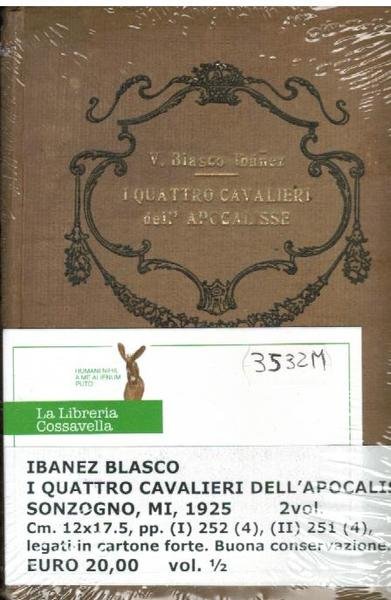 V. Blasco Ibañez
I QUATTRO CAVALIERI
dell' APOCALISSE
HUMANI NIHIL
A ME ALIENUM
PUTO
(3532M)
La Libreria
Cossavella
IBANEZ BLASCO
I QUATTRO CAVALIERI DELL'APOCALIS
SONZOGNO, MI, 1925 2vol.
Cm. 12x17.5, pp. (I) 252 (4), (II) 251 (4),
legati in cartone forte. Buona conservazione.
EURO 20,00 vol. ½